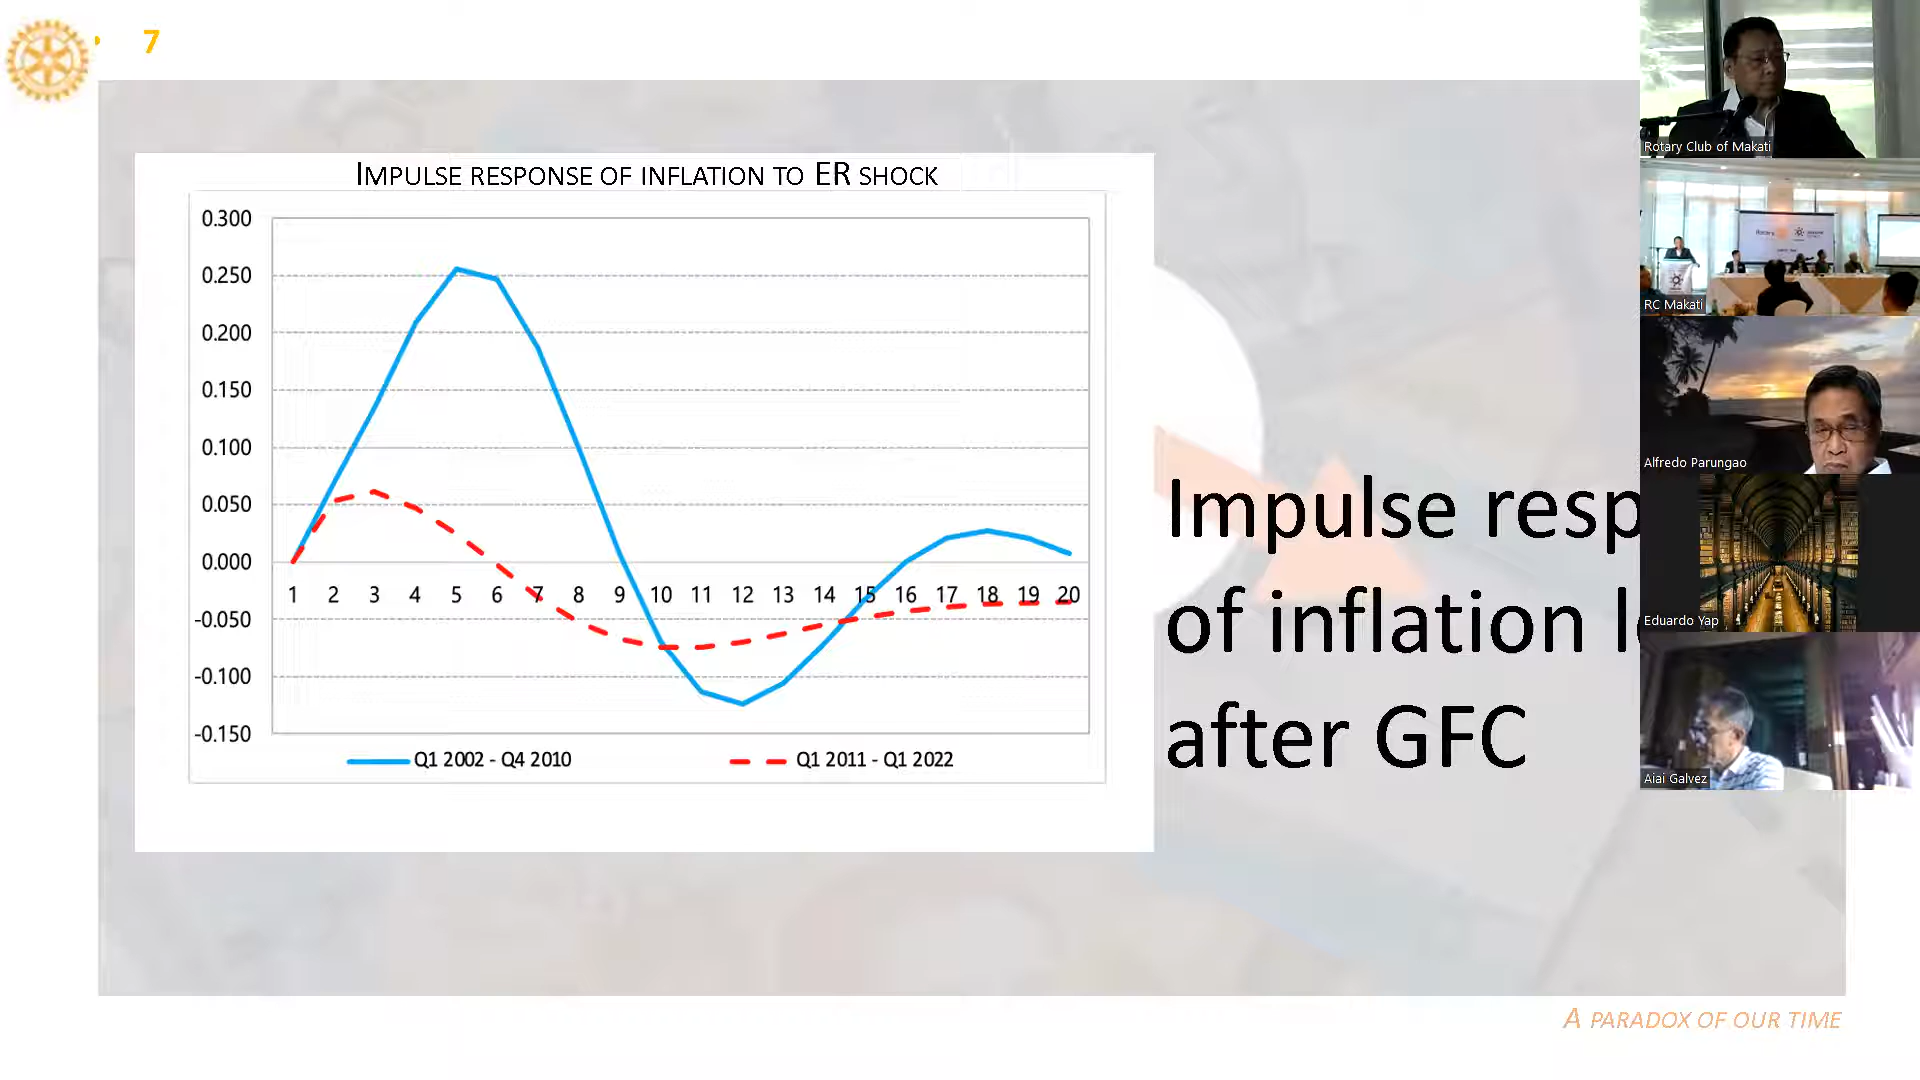 7
IMPULSE RESPONSE OF INFLATION TO ER SHOCK
0.300
0.250
0.200
0.150
0.100
0.050
0.000
-0.050
-0.100
-0.150
1 2 3 4 5 6 7 8 9 10 11 12 13 14 15 16 17 18 19 20
Q1 2002 - Q4 2010
Q1 2011 - Q1 2022
Impulse resp
of inflation l
after GFC
A PARADOX OF OUR TIME
Rotary Club of Makati
RC Makati
Alfredo Parungao
Eduardo Yap
Aiai Galvez